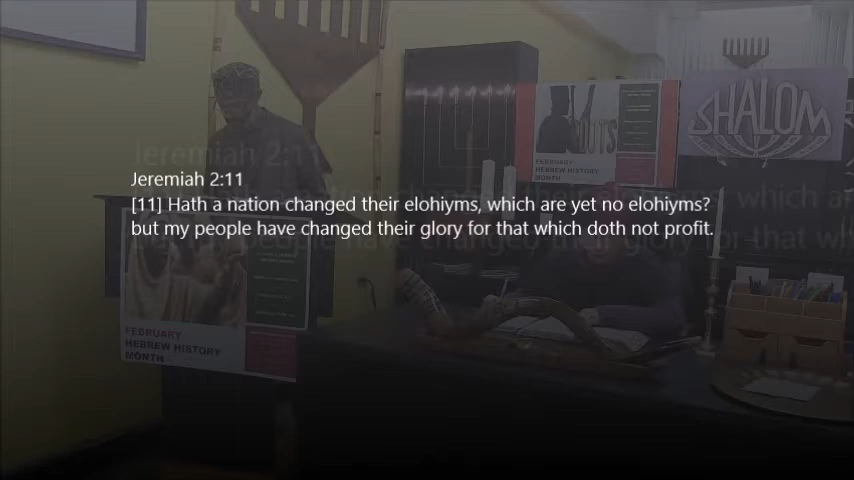 Jeremiah 2:11
[11] Hath a nation changed their elohiyms, which are yet no elohiyms?
but my people have changed their glory for that which doth not profit.
SHALOM
FEBRUARY
HEBREW HISTORY
MONTH
FEBRUARY
HEBREW HISTORY
MONTH